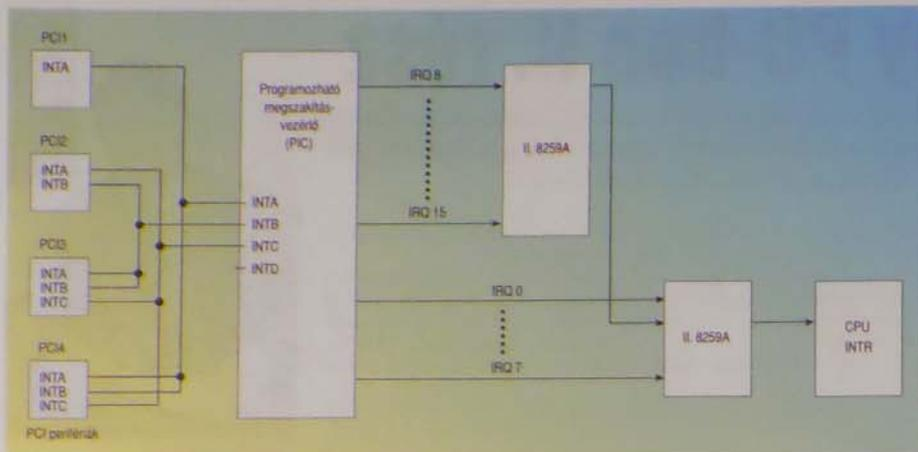 PCI1
INTA
PCI2
INTA
INTB
PCI3
INTA
INTB
INTC
PCI4
INTA
INTB
INTC
PCI perifériák
Programozható
megszakítás-
vezérlő
(PIC)
INTA
INTB
INTC
INTD
IRQ 8
IRQ 15
IRQ 0
IRQ 7
II. 8259A
II. 8259A
CPU
INTR